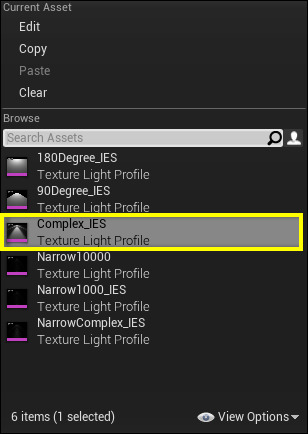 Current Asset
Edit
Copy
Paste
Clear
Browse
Search Assets
180Degree_IES
Texture Light Profile
90Degree_IES
Texture Light Profile
Complex_IES
Texture Light Profile
Narrow10000
Texture Light Profile
Narrow1000_IES
Texture Light Profile
NarrowComplex_IES
Texture Light Profile
6 items (1 selected) View Options